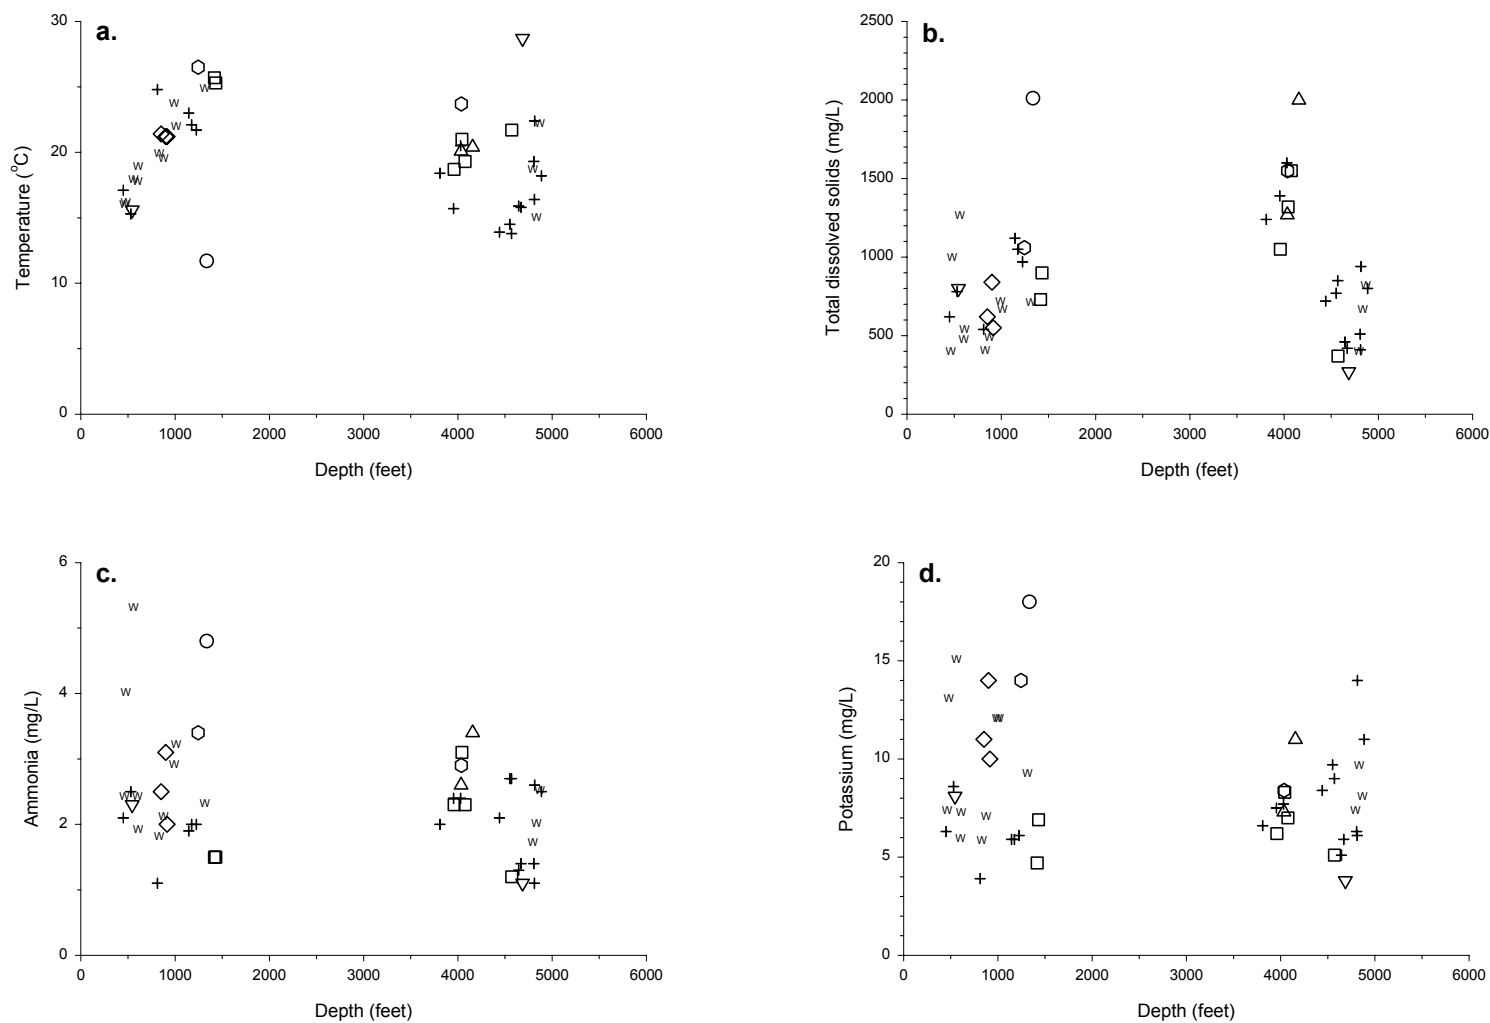 a.
Temperature (°C)
30
20
10
0
0 1000 2000 3000 4000 5000 6000
Depth (feet)
b.
Total dissolved solids (mg/L)
2500
2000
1500
1000
500
0
0 1000 2000 3000 4000 5000 6000
Depth (feet)
c.
Ammonia (mg/L)
6
4
2
0
0 1000 2000 3000 4000 5000 6000
Depth (feet)
d.
Potassium (mg/L)
20
15
10
5
0
0 1000 2000 3000 4000 5000 6000
Depth (feet)